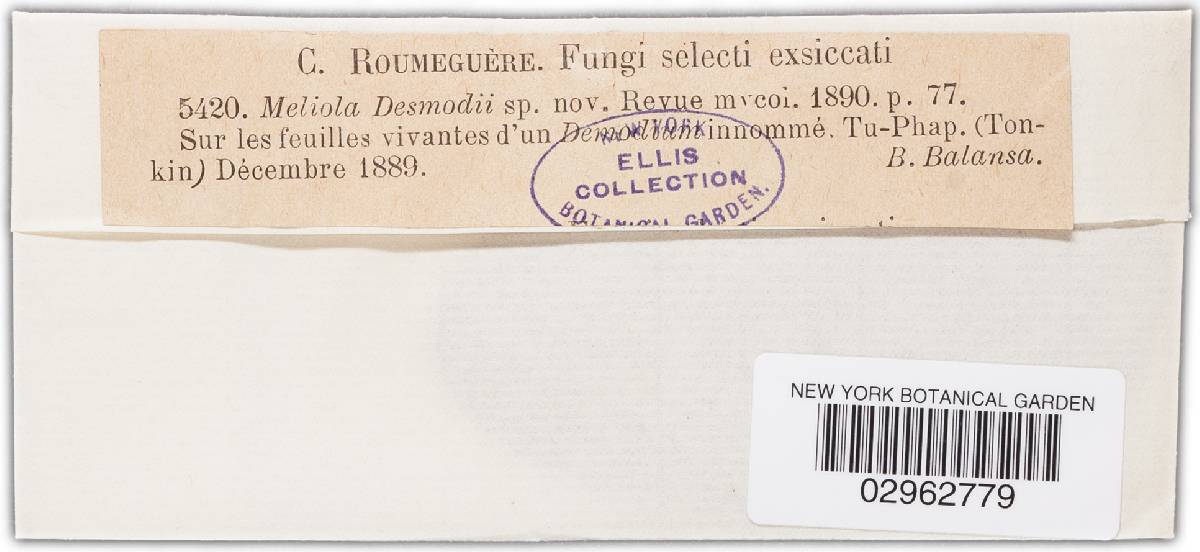 C. ROUMEGUÈRE. Fungi selecti exsiccati
5420. Meliola Desmodii sp. nov. Revue mycol. 1890. p. 77.
Sur les feuilles vivantes d'un Demodium innommé. Tu-Phap. (Ton-
kin) Décembre 1889. B. Balansa.
NEW YORK
ELLIS
COLLECTION
BOTANICAL GARDEN.
NEW YORK BOTANICAL GARDEN
02962779